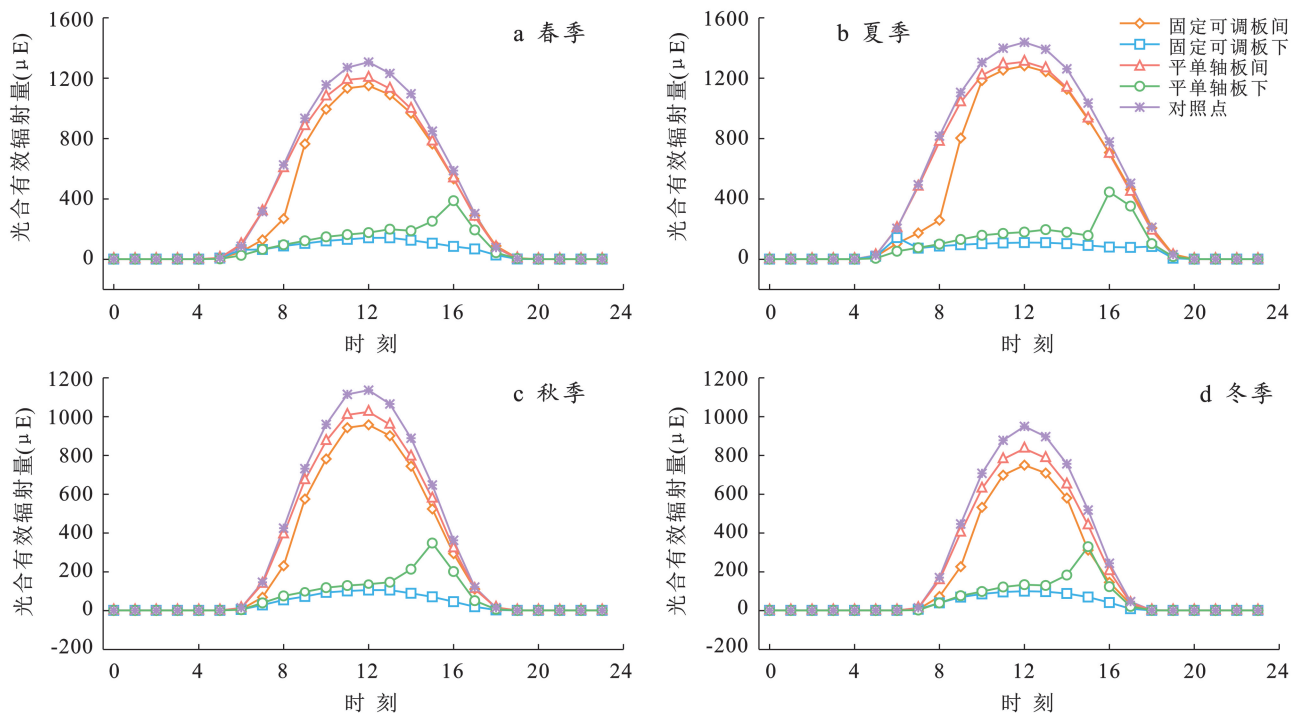 a 春季
1600
1200
800
400
0
光合有效辐射量(μE)
0 4 8 12 16 20 24
时 刻
b 夏季
1600
1200
800
400
0
光合有效辐射量(μE)
0 4 8 12 16 20 24
时 刻
固定可调板间
固定可调板下
平单轴板间
平单轴板下
对照点
c 秋季
1200
1000
800
600
400
200
0
-200
光合有效辐射量(μE)
0 4 8 12 16 20 24
时 刻
d 冬季
1200
1000
800
600
400
200
0
-200
光合有效辐射量(μE)
0 4 8 12 16 20 24
时 刻